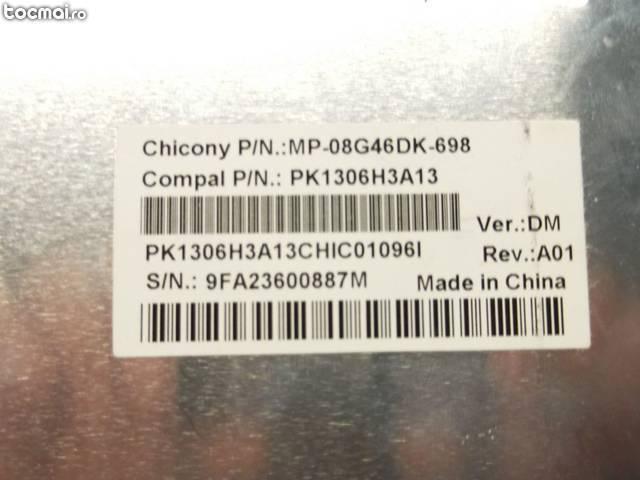 tocmai.ro
Chicony P/N.:MP-08G46DK-698
Compal P/N.: PK1306H3A13
Ver.:DM
PK1306H3A13CHIC01096I
Rev.:A01
S/N.: 9FA23600887M
Made in China